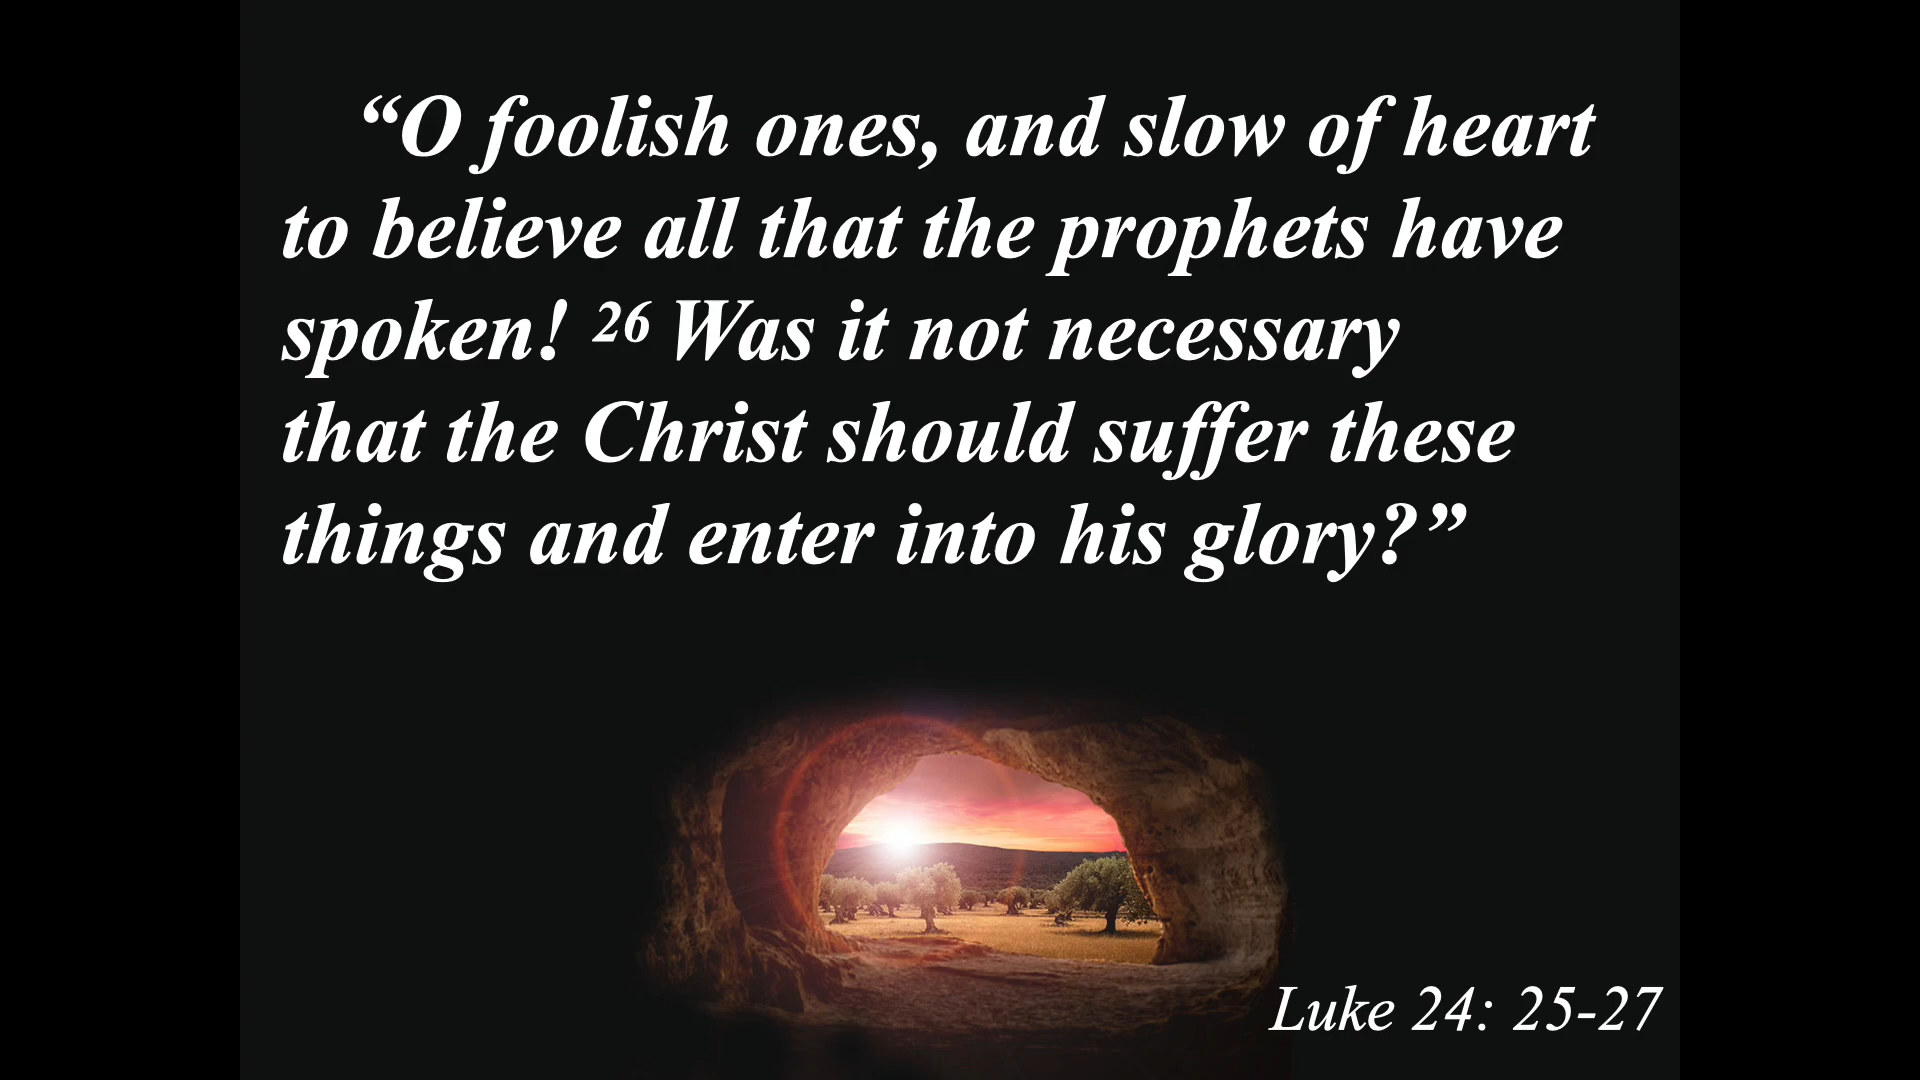 “O foolish ones, and slow of heart
to believe all that the prophets have
spoken! ²⁶ Was it not necessary
that the Christ should suffer these
things and enter into his glory?”
Luke 24: 25-27